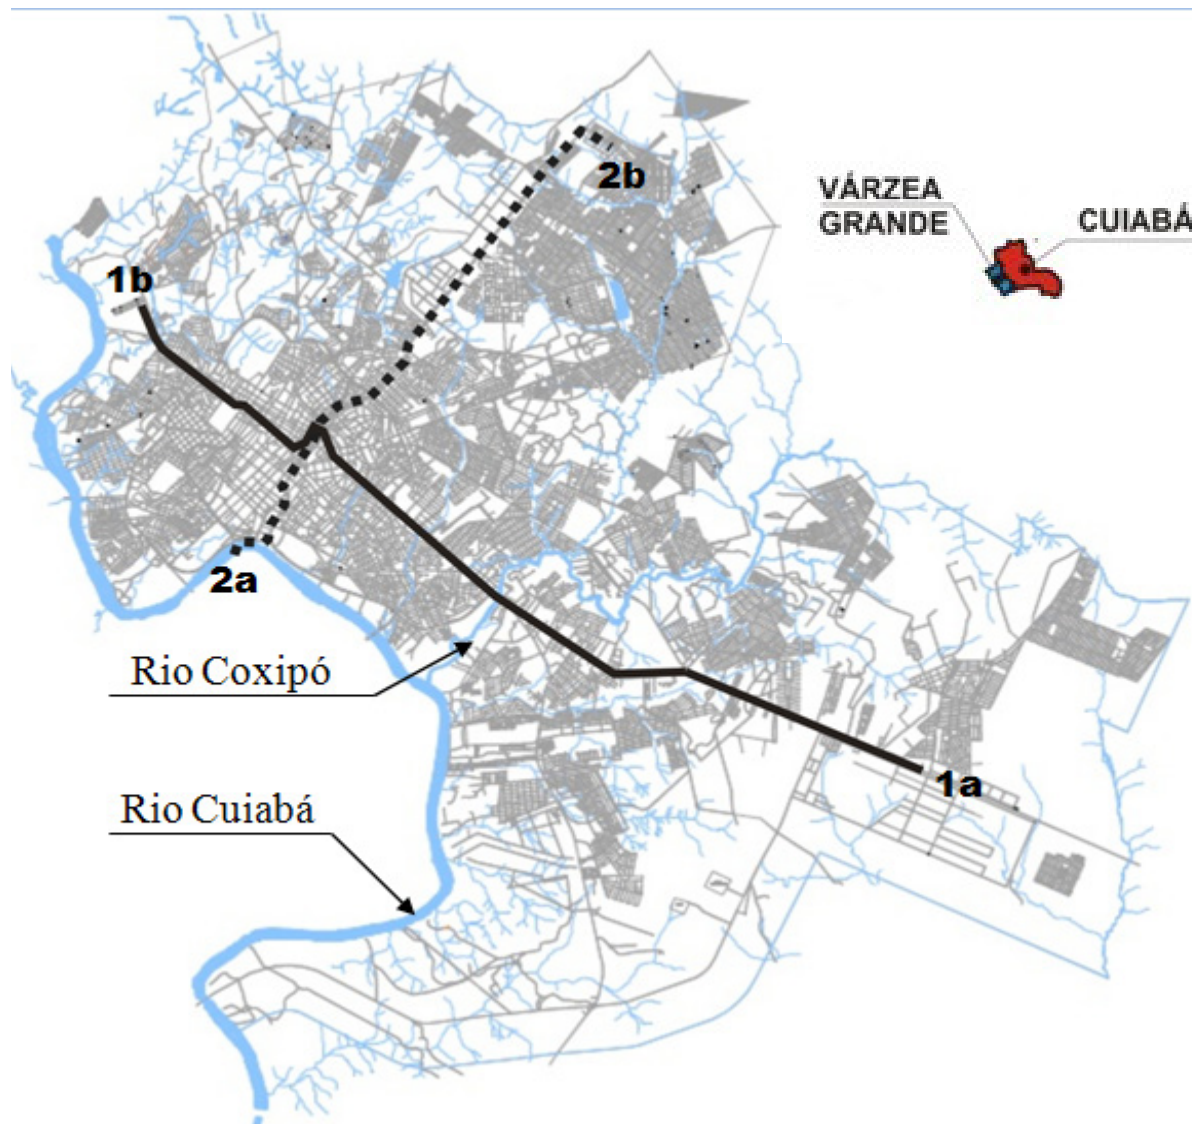 2b
VÁRZEA
GRANDE
CUIABÁ
1b
2a
Rio Coxipó
1a
Rio Cuiabá